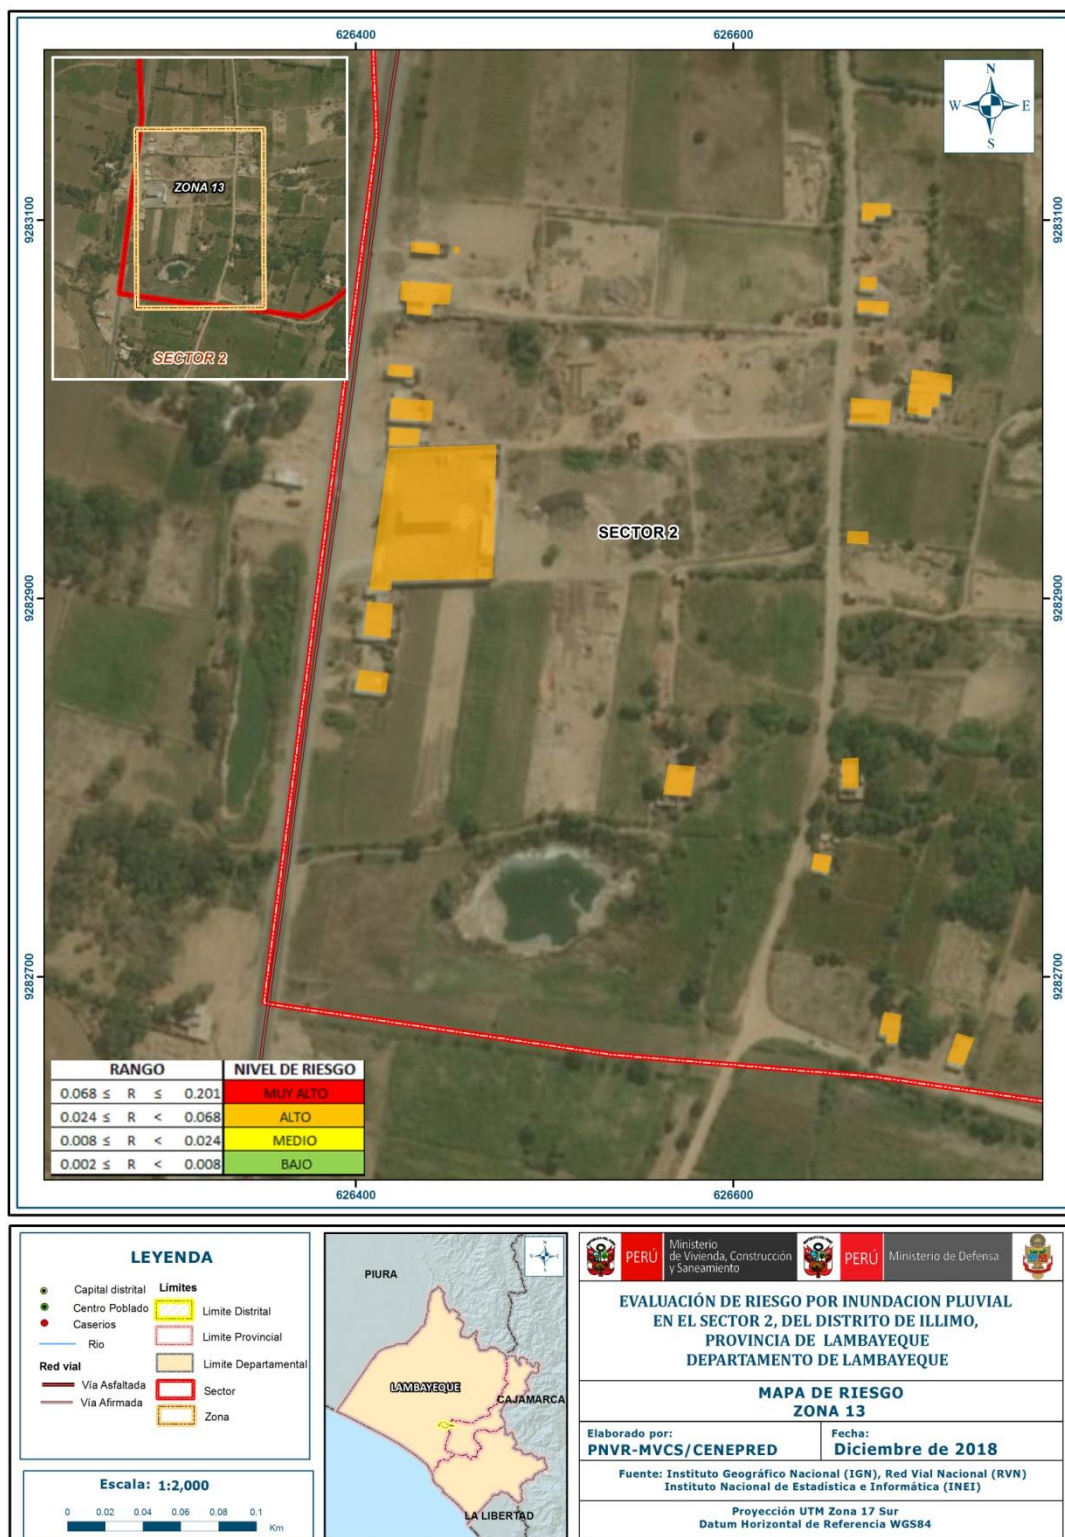 626400
626600
N
W E
S
ZONA 13
SECTOR 2
9283100
9283100
SECTOR 2
9282900
9282900
9282700
9282700
RANGO NIVEL DE RIESGO
0.068 ≤ R ≤ 0.201 MUY ALTO
0.024 ≤ R < 0.068 ALTO
0.008 ≤ R < 0.024 MEDIO
0.002 ≤ R < 0.008 BAJO
626400
626600
LEYENDA
Capital distrital
Centro Poblado
Caserios
Rio
Red vial
Vía Asfaltada
Vía Afirmada
Límites
Limite Distrital
Limite Provincial
Limite Departamental
Sector
Zona
Escala: 1:2,000
0 0.02 0.04 0.06 0.08 0.1
Km
PIURA
LAMBAYEQUE
CAJAMARCA
LA LIBERTAD
PERÚ
Ministerio
de Vivienda, Construcción
y Saneamiento
PERÚ
Ministerio de Defensa
EVALUACIÓN DE RIESGO POR INUNDACION PLUVIAL
EN EL SECTOR 2, DEL DISTRITO DE ILLIMO,
PROVINCIA DE LAMBAYEQUE
DEPARTAMENTO DE LAMBAYEQUE
MAPA DE RIESGO
ZONA 13
Elaborado por:
PNVR-MVCS/CENEPRED
Fecha:
Diciembre de 2018
Fuente: Instituto Geográfico Nacional (IGN), Red Vial Nacional (RVN)
Instituto Nacional de Estadística e Informática (INEI)
Proyección UTM Zona 17 Sur
Datum Horizontal de Referencia WGS84